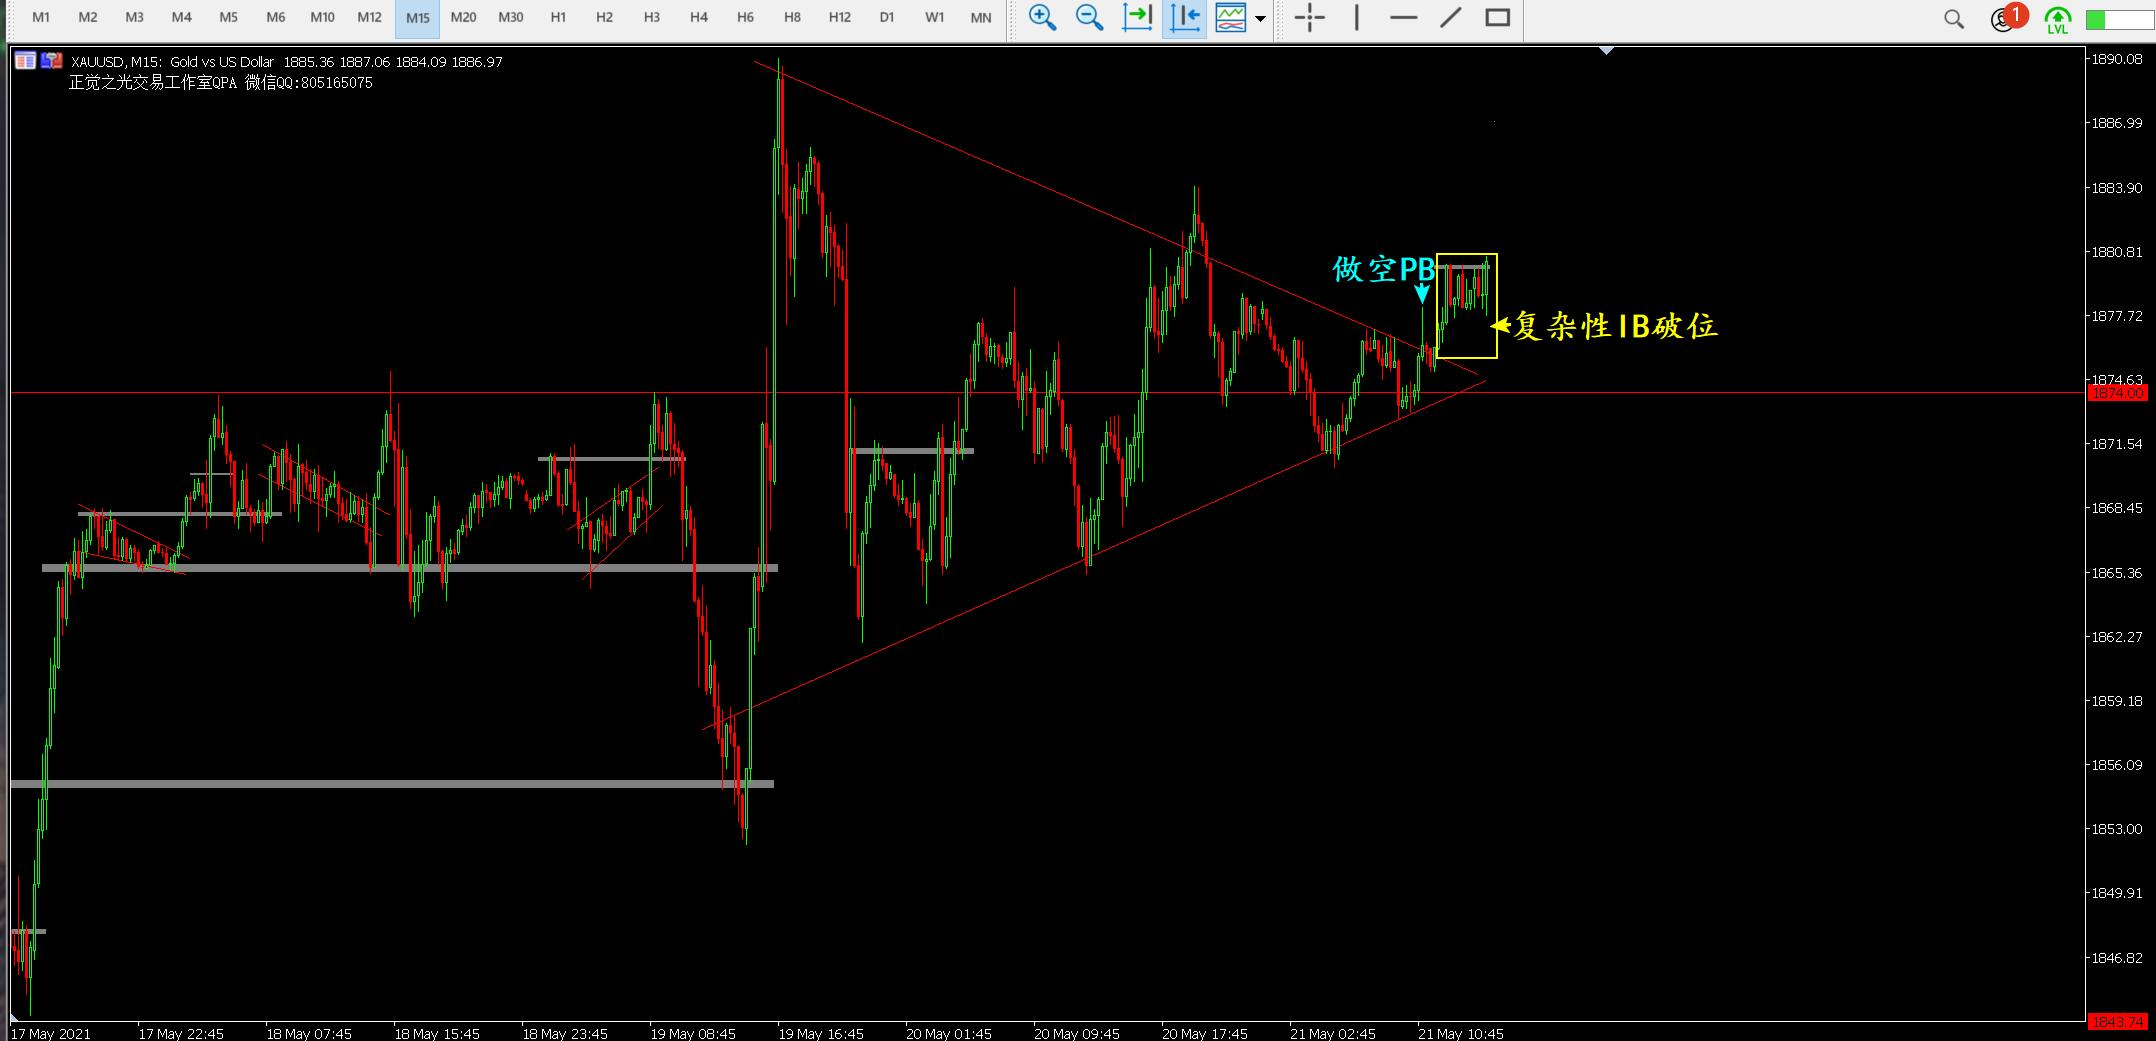 M1 M2 M3 M4 M5 M6 M10 M12 M15 M20 M30 H1 H2 H3 H4 H6 H8 H12 D1 W1 MN 1 LVL
XAUUSD, M15: Gold vs US Dollar 1885.36 1887.06 1884.09 1886.97
正觉之光交易工作室QPA 微信QQ:805165075
1890.08
1886.99
1883.90
1880.81
做空PB
复杂性IB破位
1877.72
1874.63
1874.00
1871.54
1868.45
1865.36
1862.27
1859.18
1856.09
1853.00
1849.91
1846.82
1843.74
17 May 2021 17 May 22:45 18 May 07:45 18 May 15:45 18 May 23:45 19 May 08:45 19 May 16:45 20 May 01:45 20 May 09:45 20 May 17:45 21 May 02:45 21 May 10:45